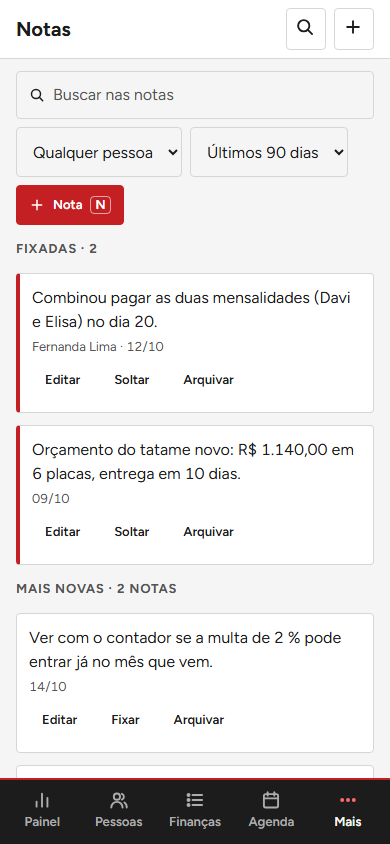 Notas
Buscar nas notas
Qualquer pessoa
Últimos 90 dias
+ Nota N
FIXADAS · 2
Combinou pagar as duas mensalidades (Davi
e Elisa) no dia 20.
Fernanda Lima · 12/10
Editar Soltar Arquivar
Orçamento do tatame novo: R$ 1.140,00 em
6 placas, entrega em 10 dias.
09/10
Editar Soltar Arquivar
MAIS NOVAS · 2 NOTAS
Ver com o contador se a multa de 2 % pode
entrar já no mês que vem.
14/10
Editar Fixar Arquivar
Painel Pessoas Finanças Agenda Mais